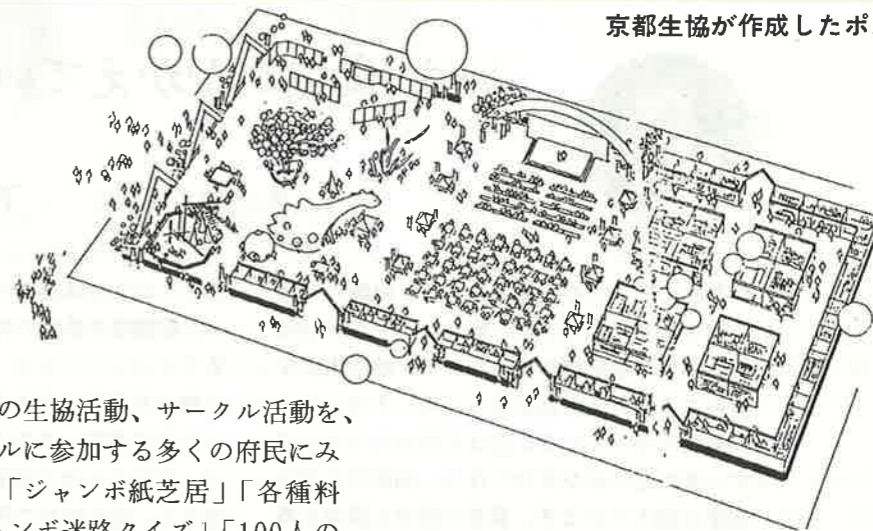 京都生協が作成したポ
の生協活動、サークル活動を、
ルに参加する多くの府民にみ
「ジャンボ紙芝居」「各種料
ンボ迷路クイズ」「100人の